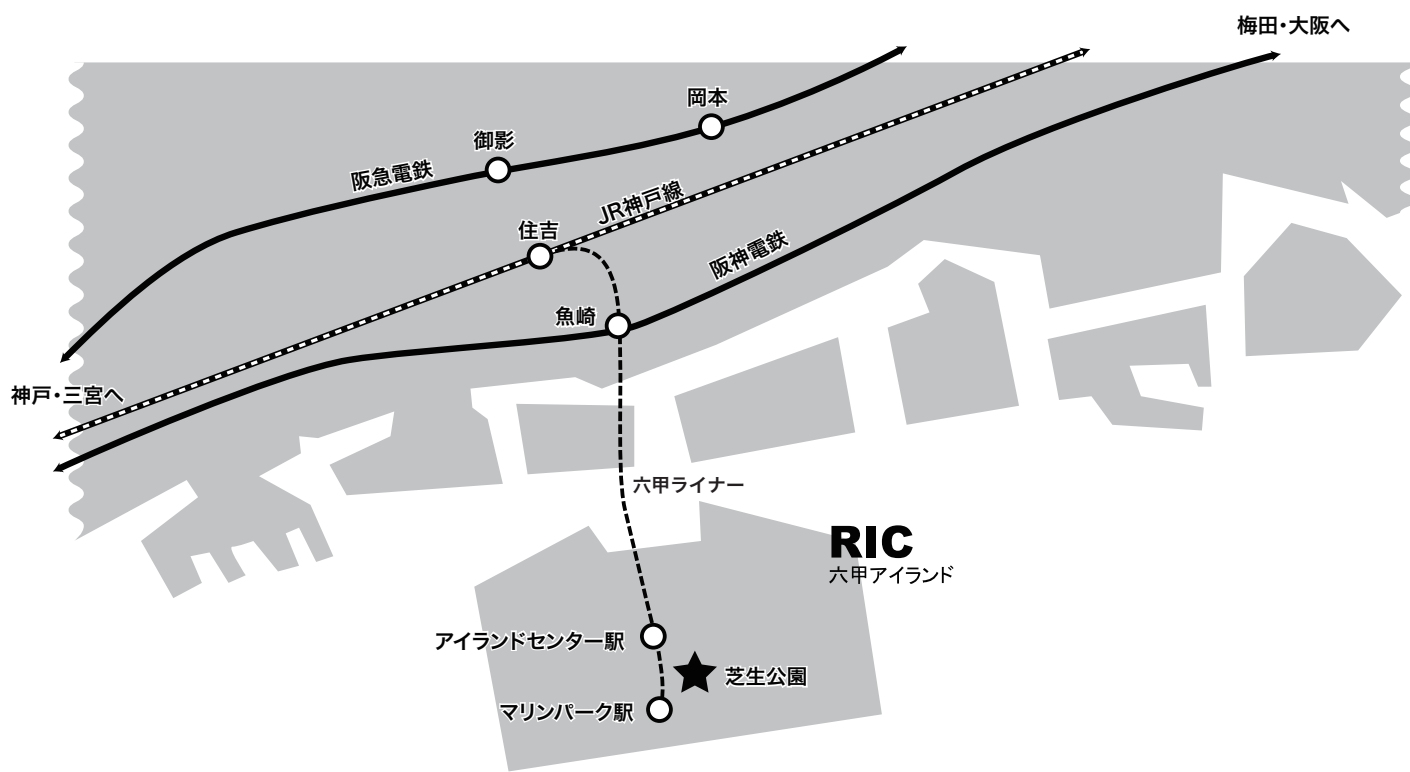 梅田・大阪へ
岡本
御影
阪急電鉄
JR神戸線
住吉
阪神電鉄
魚崎
神戸・三宮へ
六甲ライナー
RIC
六甲アイランド
アイランドセンター駅
芝生公園
マリンパーク駅